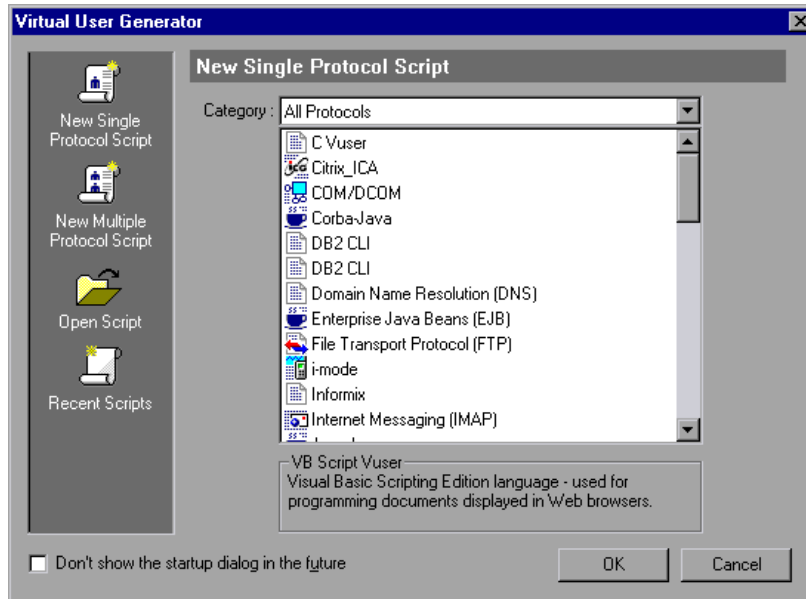 Virtual User Generator
New Single
Protocol Script
New Multiple
Protocol Script
Open Script
Recent Scripts
New Single Protocol Script
Category : All Protocols
C Vuser
Citrix_ICA
COM/DCOM
Corba-Java
DB2 CLI
DB2 CLI
Domain Name Resolution (DNS)
Enterprise Java Beans (EJB)
File Transport Protocol (FTP)
i-mode
Informix
Internet Messaging (IMAP)
VB Script Vuser
Visual Basic Scripting Edition language - used for
programming documents displayed in Web browsers.
Don't show the startup dialog in the future
OK
Cancel